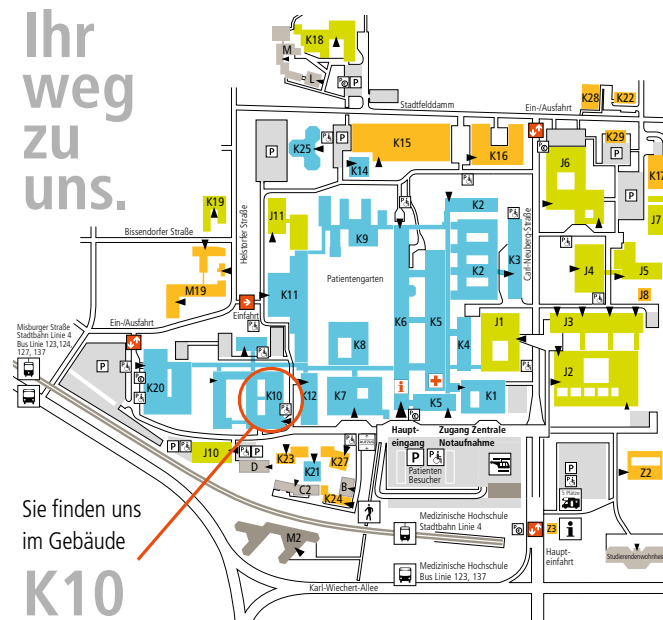 Ihr
weg
zu
uns.
K18
M
L
P
Stadtfelddamm
Ein-/Ausfahrt
K28
K22
K29
P
K25
P
K15
K14
K16
J6
K17
J7
K19
Bissendorfer Straße
Helstorfer Straße
J11
K9
K2
K2
K3
Carl-Neuberg-Straße
J4
J5
J8
Patientengarten
M19
K11
Einfahrt
K6
K5
K4
J1
J3
J2
Misburger Straße
Stadtbahn Linie 4
Bus Linie 123,124,
127, 137
Ein-/Ausfahrt
P
K8
K20
K10
K12
K7
i
K5
K1
Haupt-
eingang
Zugang Zentrale
Notaufnahme
P
Patienten
Besucher
J10
P
D
K23
K21
K27
C2
B
K24
P
5 Plätze
Z2
Sie finden uns
im Gebäude
K10
M2
Medizinische Hochschule
Stadtbahn Linie 4
Z3
i
Haupt-
einfahrt
Studierendenwohnheim
Medizinische Hochschule
Bus Linie 123, 137
Karl-Wiechert-Allee